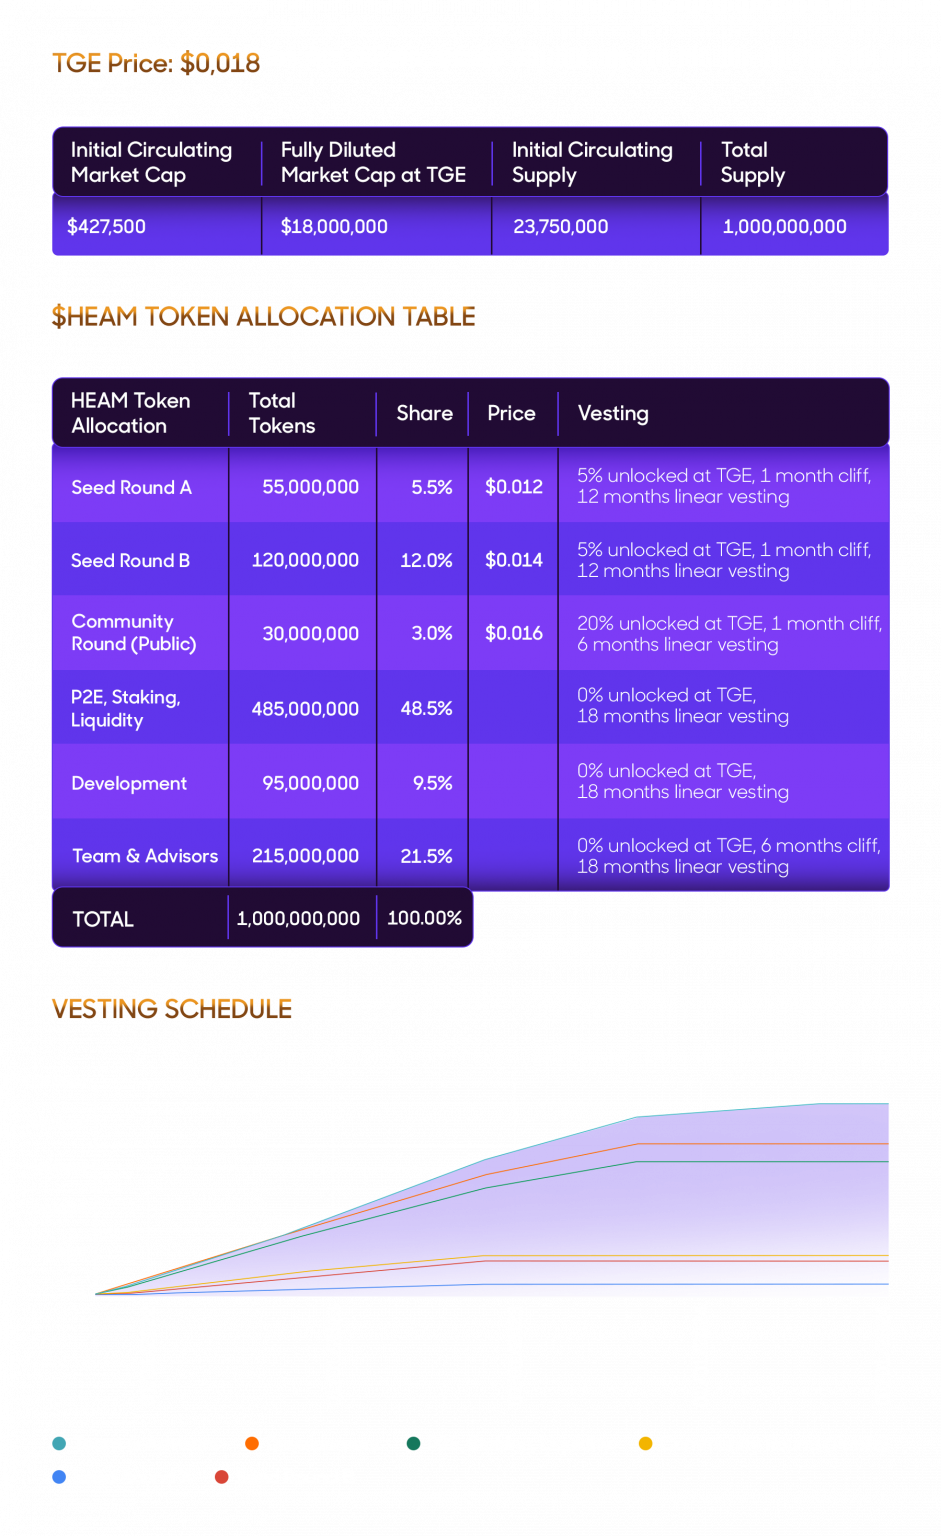 TGE Price: $0,018
Initial Circulating
Market Cap
Fully Diluted
Market Cap at TGE
Initial Circulating
Supply
Total
Supply
$427,500
$18,000,000
23,750,000
1,000,000,000
$HEAM TOKEN ALLOCATION TABLE
HEAM Token
Allocation
Total
Tokens
Share
Price
Vesting
Seed Round A
55,000,000
5.5%
$0.012
5% unlocked at TGE, 1 month cliff,
12 months linear vesting
Seed Round B
120,000,000
12.0%
$0.014
5% unlocked at TGE, 1 month cliff,
12 months linear vesting
Community
Round (Public)
30,000,000
3.0%
$0.016
20% unlocked at TGE, 1 month cliff,
6 months linear vesting
P2E, Staking,
Liquidity
485,000,000
48.5%
0% unlocked at TGE,
18 months linear vesting
Development
95,000,000
9.5%
0% unlocked at TGE,
18 months linear vesting
Team & Advisors
215,000,000
21.5%
0% unlocked at TGE, 6 months cliff,
18 months linear vesting
TOTAL
1,000,000,000
100.00%
VESTING SCHEDULE